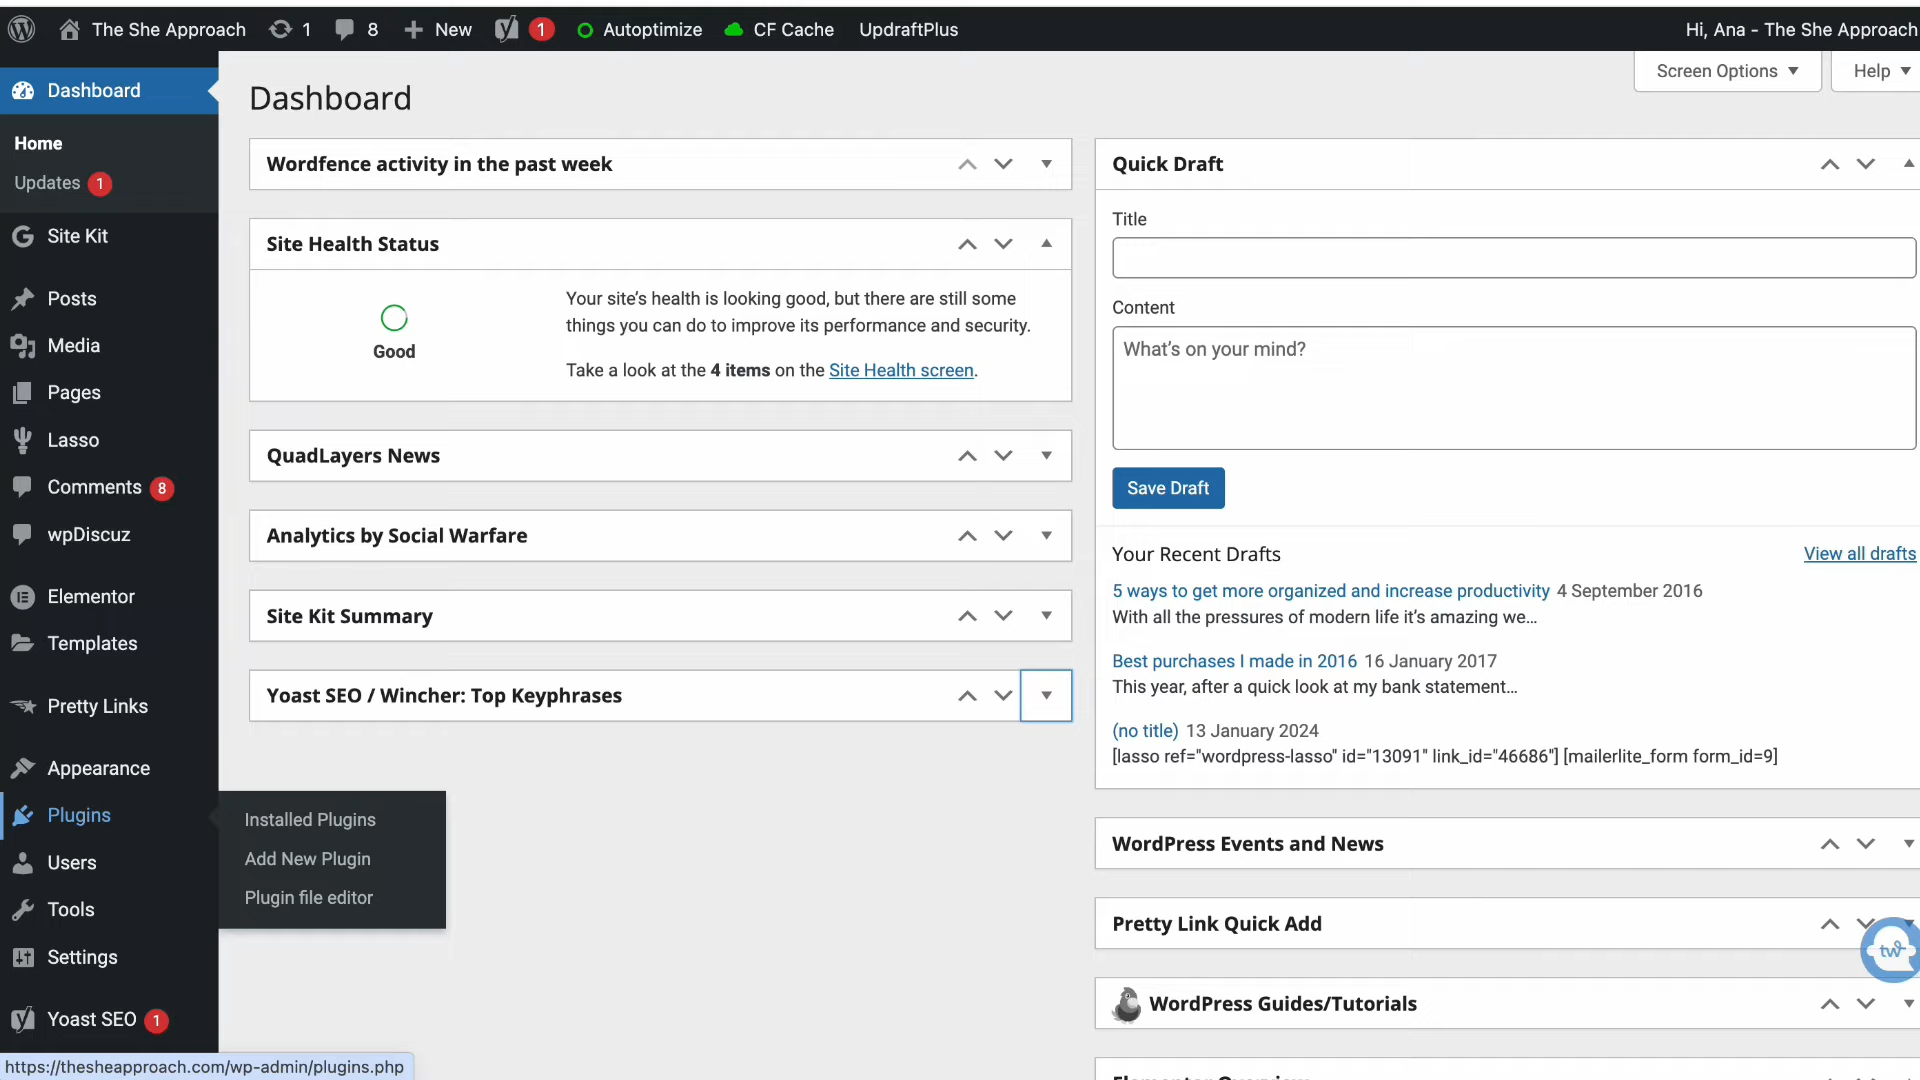 The She Approach
1
8
New
1
Autoptimize
CF Cache
UpdraftPlus
Hi, Ana - The She Approach
Screen Options
Help
Dashboard
Home
Updates 1
Site Kit
Posts
Media
Pages
Lasso
Comments 8
wpDiscuz
Elementor
Templates
Pretty Links
Appearance
Plugins
Users
Tools
Settings
Yoast SEO 1
Installed Plugins
Add New Plugin
Plugin file editor
Dashboard
Wordfence activity in the past week
Site Health Status
Good
Your site’s health is looking good, but there are still some
things you can do to improve its performance and security.
Take a look at the 4 items on the Site Health screen.
QuadLayers News
Analytics by Social Warfare
Site Kit Summary
Yoast SEO / Wincher: Top Keyphrases
Quick Draft
Title
Content
What’s on your mind?
Save Draft
Your Recent Drafts
View all drafts
5 ways to get more organized and increase productivity 4 September 2016
With all the pressures of modern life it’s amazing we…
Best purchases I made in 2016 16 January 2017
This year, after a quick look at my bank statement…
(no title) 13 January 2024
[lasso ref="wordpress-lasso" id="13091" link_id="46686"] [mailerlite_form form_id=9]
WordPress Events and News
Pretty Link Quick Add
tw
WordPress Guides/Tutorials
Elementor Overview
https://thesheapproach.com/wp-admin/plugins.php